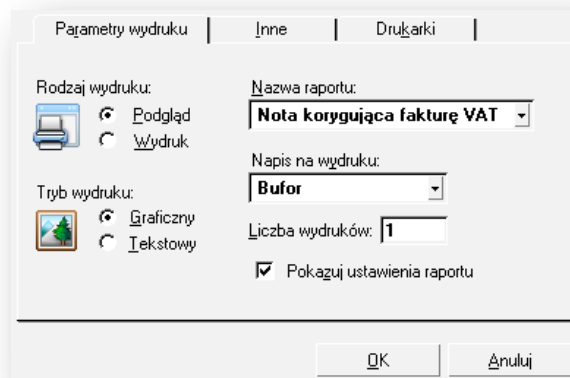 Parametry wydruku
Inne
Drukarki
Rodzaj wydruku:
Podgląd
Wydruk
Tryb wydruku:
Graficzny
Tekstowy
Nazwa raportu:
Nota korygująca fakturę VAT
Napis na wydruku:
Bufor
Liczba wydruków: 1
Pokazuj ustawienia raportu
OK
Anuluj